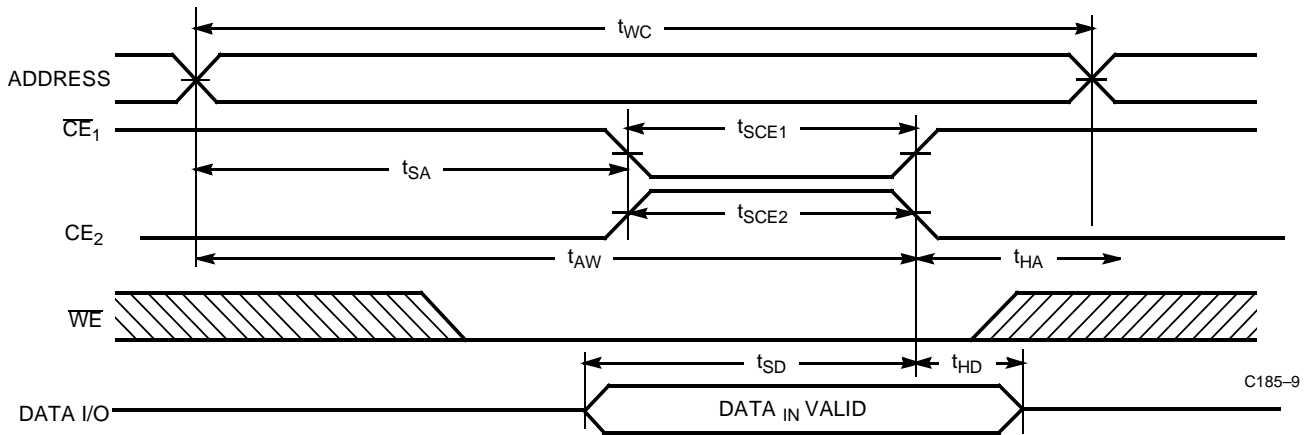 tWC
ADDRESS
CE1
tSCE1
tSA
tSCE2
CE2
tAW
tHA
WE
tSD
tHD
C185–9
DATA I/O
DATA IN VALID